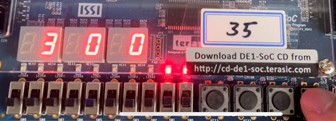 ISSI
35
300
ter
Download DE1-SoC CD from
http://cd-de1-soc.terasic.com